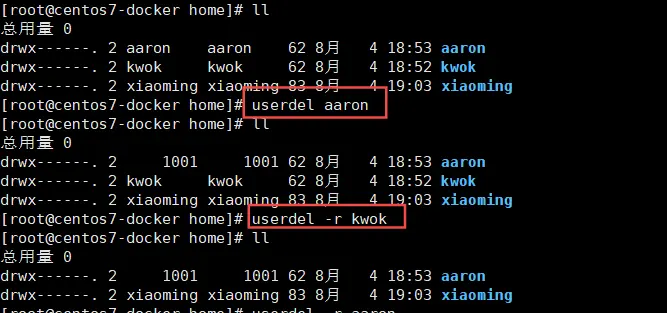 [root@centos7-docker home]# ll
总用量 0
drwx------. 2 aaron    aaron    62 8月   4 18:53 aaron
drwx------. 2 kwok     kwok     62 8月   4 18:52 kwok
drwx------. 2 xiaoming xiaoming 83 8月   4 19:03 xiaoming
[root@centos7-docker home]# userdel aaron
[root@centos7-docker home]# ll
总用量 0
drwx------. 2     1001     1001 62 8月   4 18:53 aaron
drwx------. 2 kwok     kwok     62 8月   4 18:52 kwok
drwx------. 2 xiaoming xiaoming 83 8月   4 19:03 xiaoming
[root@centos7-docker home]# userdel -r kwok
[root@centos7-docker home]# ll
总用量 0
drwx------. 2     1001     1001 62 8月   4 18:53 aaron
drwx------. 2 xiaoming xiaoming 83 8月   4 19:03 xiaoming
[root@centos7-docker home]# userdel -r aaron